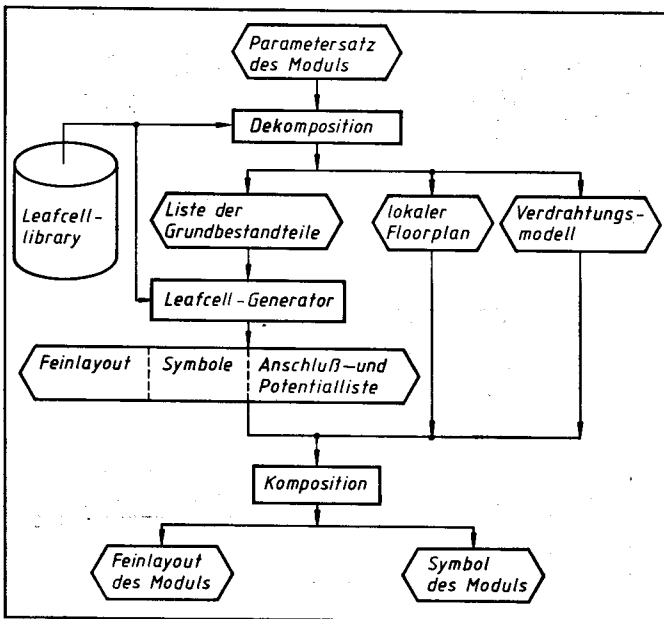 Parametersatz
des Moduls
Dekomposition
Leafcell-
library
Liste der
Grundbestandteile
lokaler
Floorplan
Verdrahtungs-
modell
Leafcell-Generator
Feinlayout
Symbole
Anschluß-und
Potentialliste
Komposition
Feinlayout
des Moduls
Symbol
des Moduls